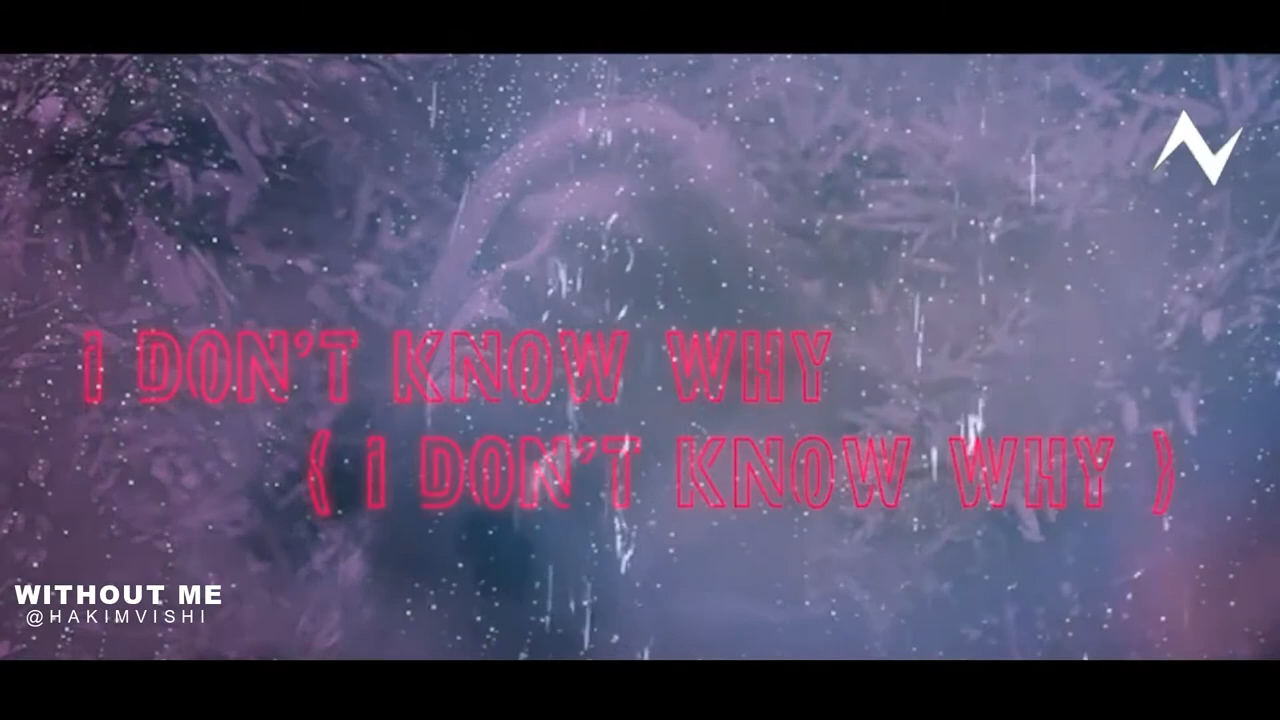 I DON'T KNOW WHY
( I DON'T KNOW WHY )
WITHOUT ME
@HAKIMVISHI